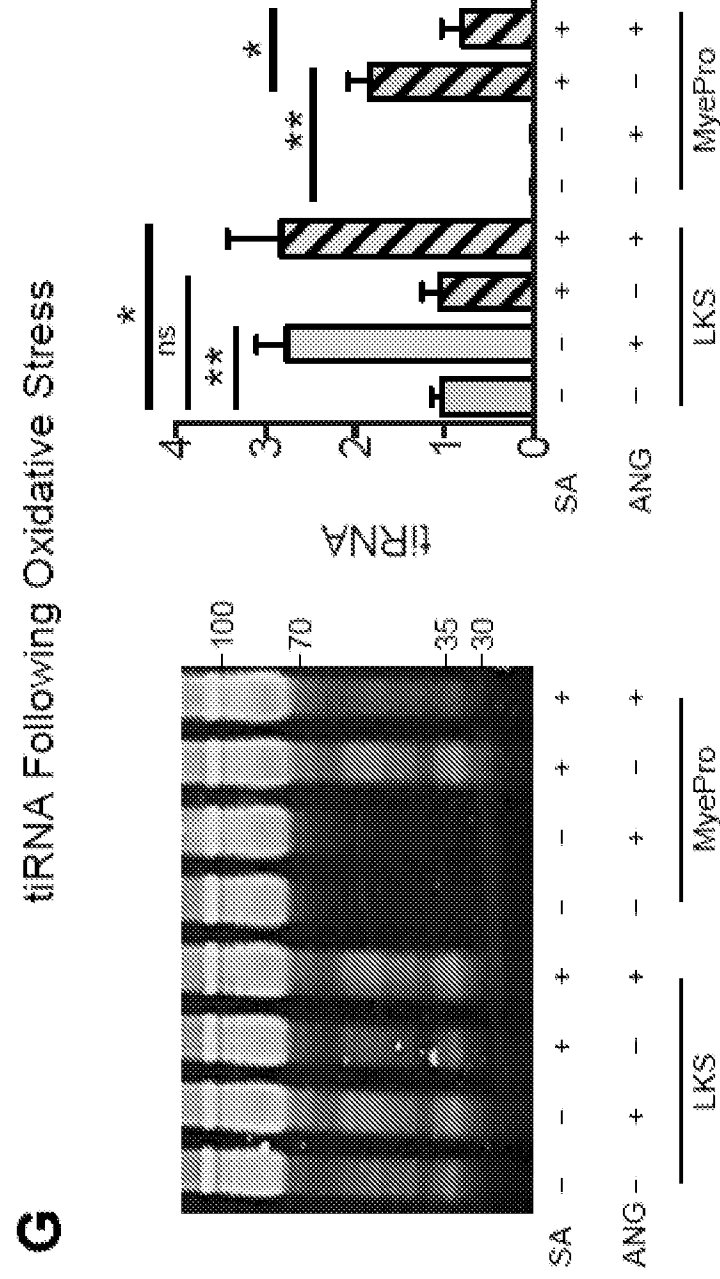 G
tiRNA Following Oxidative Stress
100
70
35
30
SA - - + + - - + +
ANG - + - + - + - +
LKS MyePro
tiRNA
4
3
2
1
0
*
ns
**
**
*
SA - - + + - - + +
ANG - + - + - + - +
LKS MyePro